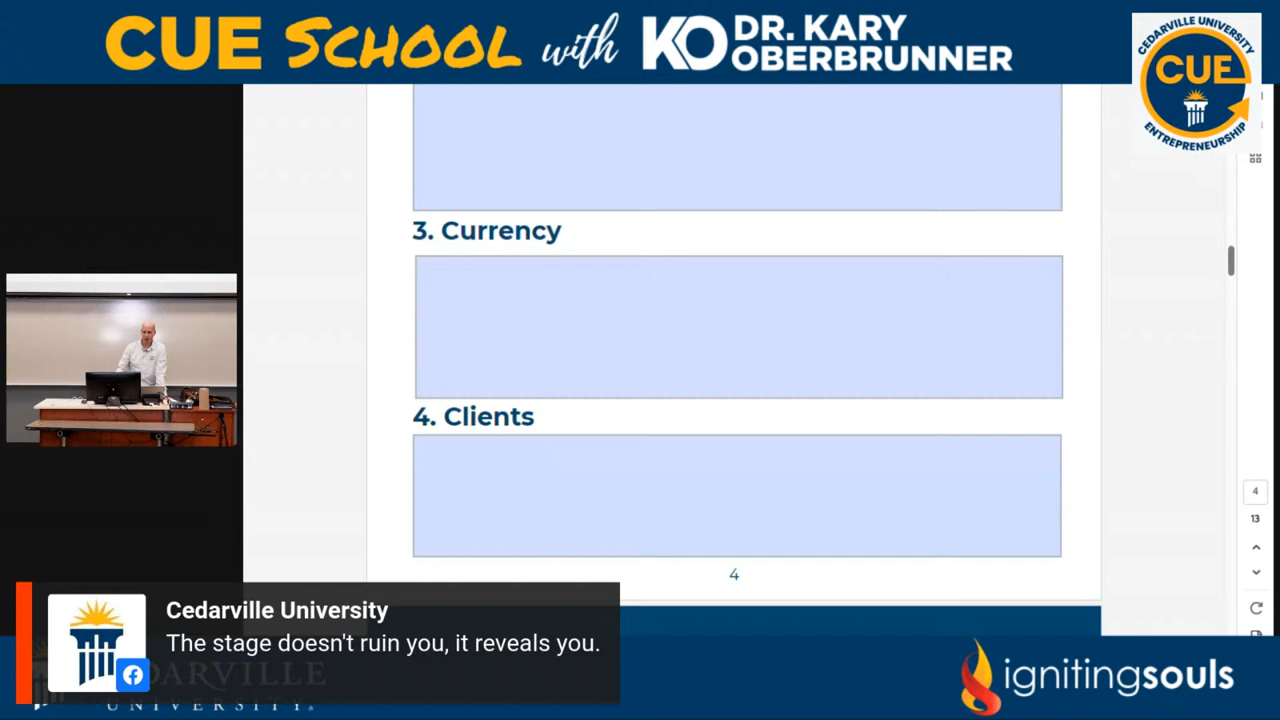 CUE SCHOOL with KO DR. KARY
OBERBRUNNER
CEDARVILLE UNIVERSITY
CUE
ENTREPRENEURSHIP
3. Currency
4. Clients
4
4
13
Cedarville University
The stage doesn't ruin you, it reveals you.
DARVILLE
UNIVERSITY.
ignitingsouls